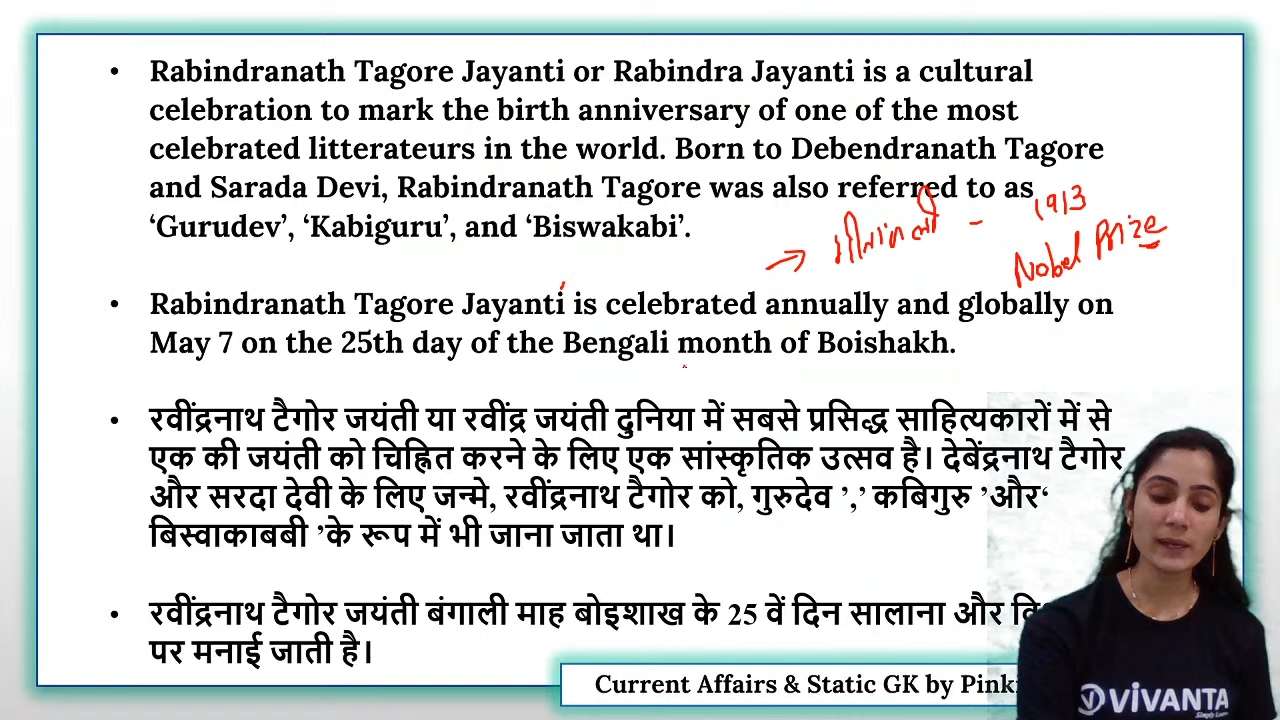 • Rabindranath Tagore Jayanti or Rabindra Jayanti is a cultural
celebration to mark the birth anniversary of one of the most
celebrated litterateurs in the world. Born to Debendranath Tagore
and Sarada Devi, Rabindranath Tagore was also referred to as
‘Gurudev’, ‘Kabiguru’, and ‘Biswakabi’.
→ गीतांजली – 1913
Nobel Prize
• Rabindranath Tagore Jayanti is celebrated annually and globally on
May 7 on the 25th day of the Bengali month of Boishakh.
• रवींद्रनाथ टैगोर जयंती या रवींद्र जयंती दुनिया में सबसे प्रसिद्ध साहित्यकारों में से
एक की जयंती को चिह्नित करने के लिए एक सांस्कृतिक उत्सव है। देबेंद्रनाथ टैगोर
और सरदा देवी के लिए जन्मे, रवींद्रनाथ टैगोर को, गुरुदेव ’,’ कबिगुरु ’और‘
बिस्वाकाबबी ’के रूप में भी जाना जाता था।
• रवींद्रनाथ टैगोर जयंती बंगाली माह बोइशाख के 25 वें दिन सालाना और
पर मनाई जाती है।
Current Affairs & Static GK by Pinki
VIVANTA